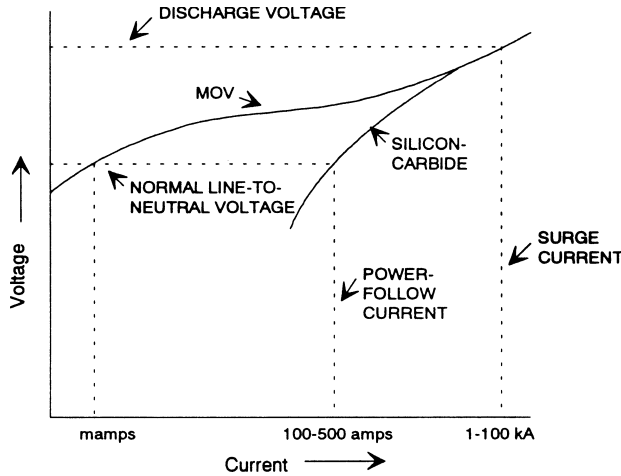 DISCHARGE VOLTAGE
MOV
SILICON-
CARBIDE
NORMAL LINE-TO-
NEUTRAL VOLTAGE
SURGE
CURRENT
POWER-
FOLLOW
CURRENT
Voltage
mamps
100-500 amps
1-100 kA
Current